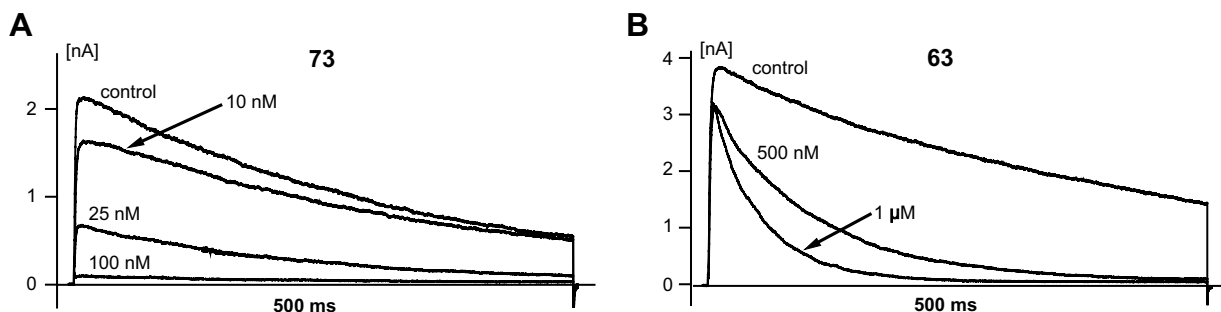 A
[nA]
73
control
10 nM
2
1
25 nM
100 nM
0
500 ms
B
[nA]
63
4
control
3
500 nM
2
1 µM
1
0
500 ms